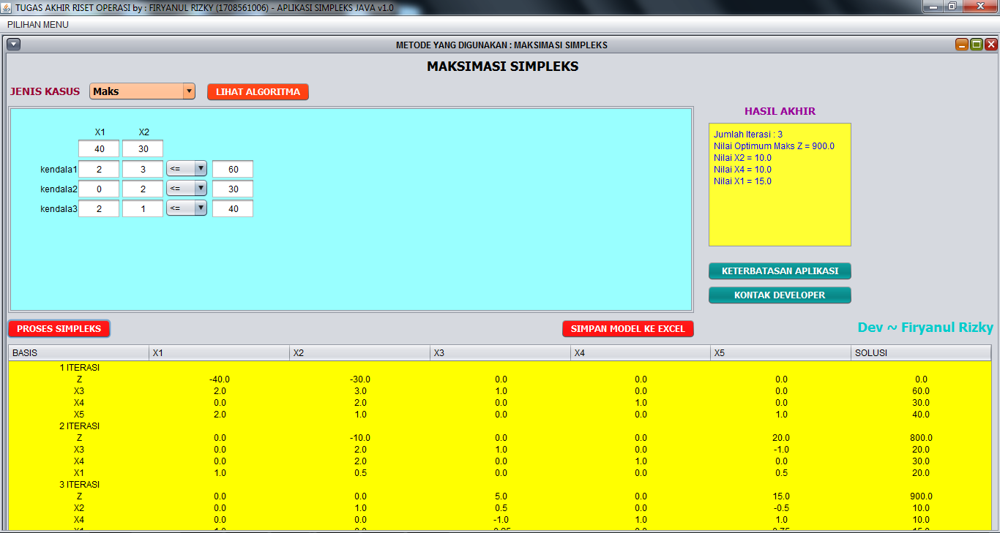 TUGAS AKHIR RISET OPERASI by : FIRYANUL RIZKY (1708561006) - APLIKASI SIMPLEKS JAVA v1.0
PILIHAN MENU
METODE YANG DIGUNAKAN : MAKSIMASI SIMPLEKS
MAKSIMASI SIMPLEKS
JENIS KASUS Maks LIHAT ALGORITMA
X1 X2
40 30
kendala1 2 3 <= 60
kendala2 0 2 <= 30
kendala3 2 1 <= 40
HASIL AKHIR
Jumlah Iterasi : 3
Nilai Optimum Maks Z = 900.0
Nilai X2 = 10.0
Nilai X4 = 10.0
Nilai X1 = 15.0
KETERBATASAN APLIKASI
KONTAK DEVELOPER
PROSES SIMPLEKS SIMPAN MODEL KE EXCEL Dev ~ Firyanul Rizky
BASIS X1 X2 X3 X4 X5 SOLUSI
1 ITERASI
Z -40.0 -30.0 0.0 0.0 0.0 0.0
X3 2.0 3.0 1.0 0.0 0.0 60.0
X4 0.0 2.0 0.0 1.0 0.0 30.0
X5 2.0 1.0 0.0 0.0 1.0 40.0
2 ITERASI
Z 0.0 -10.0 0.0 0.0 20.0 800.0
X3 0.0 2.0 1.0 0.0 -1.0 20.0
X4 0.0 2.0 0.0 1.0 0.0 30.0
X1 1.0 0.5 0.0 0.0 0.5 20.0
3 ITERASI
Z 0.0 0.0 5.0 0.0 15.0 900.0
X2 0.0 1.0 0.5 0.0 -0.5 10.0
X4 0.0 0.0 -1.0 1.0 1.0 10.0